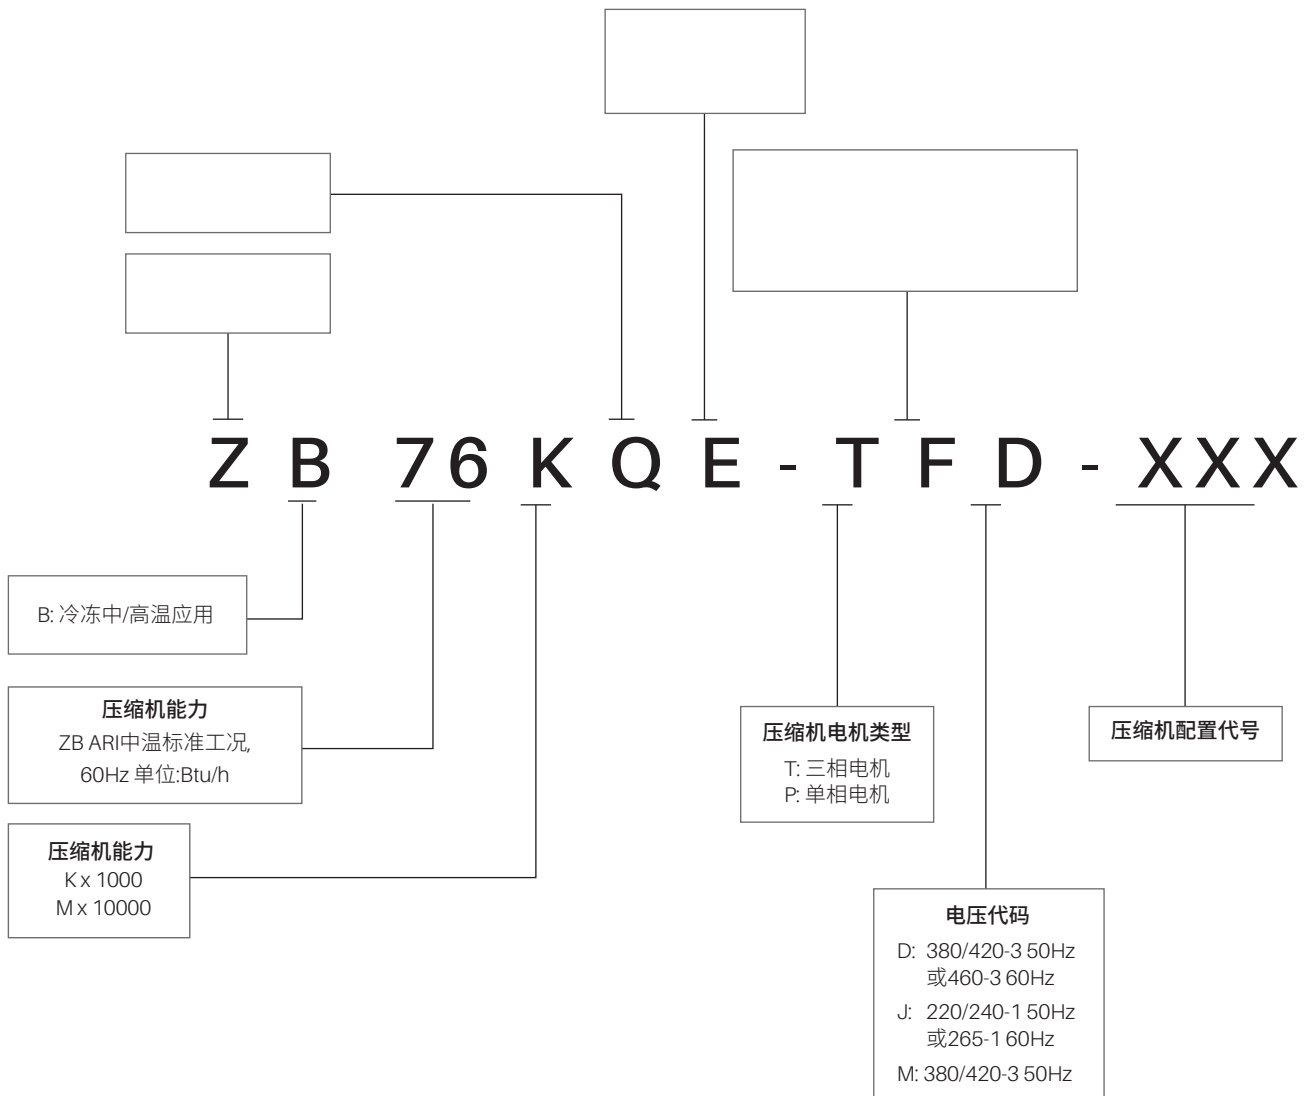 Z B 76 K Q E - T F D - XXX
B: 冷冻中/高温应用
压缩机能力
ZB ARI中温标准工况,
60Hz 单位:Btu/h
压缩机能力
K x 1000
M x 10000
压缩机电机类型
T: 三相电机
P: 单相电机
压缩机配置代号
电压代码
D: 380/420-3 50Hz
或460-3 60Hz
J: 220/240-1 50Hz
或265-1 60Hz
M: 380/420-3 50Hz